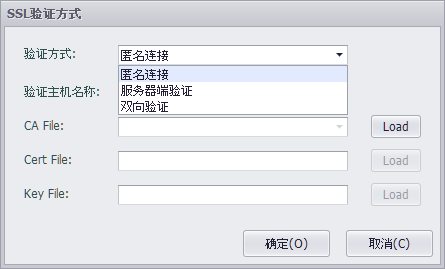 SSL验证方式
验证方式: 匿名连接
匿名连接
服务器端验证
验证主机名称:
双向验证
CA File: Load
Cert File: Load
Key File: Load
确定(O) 取消(C)